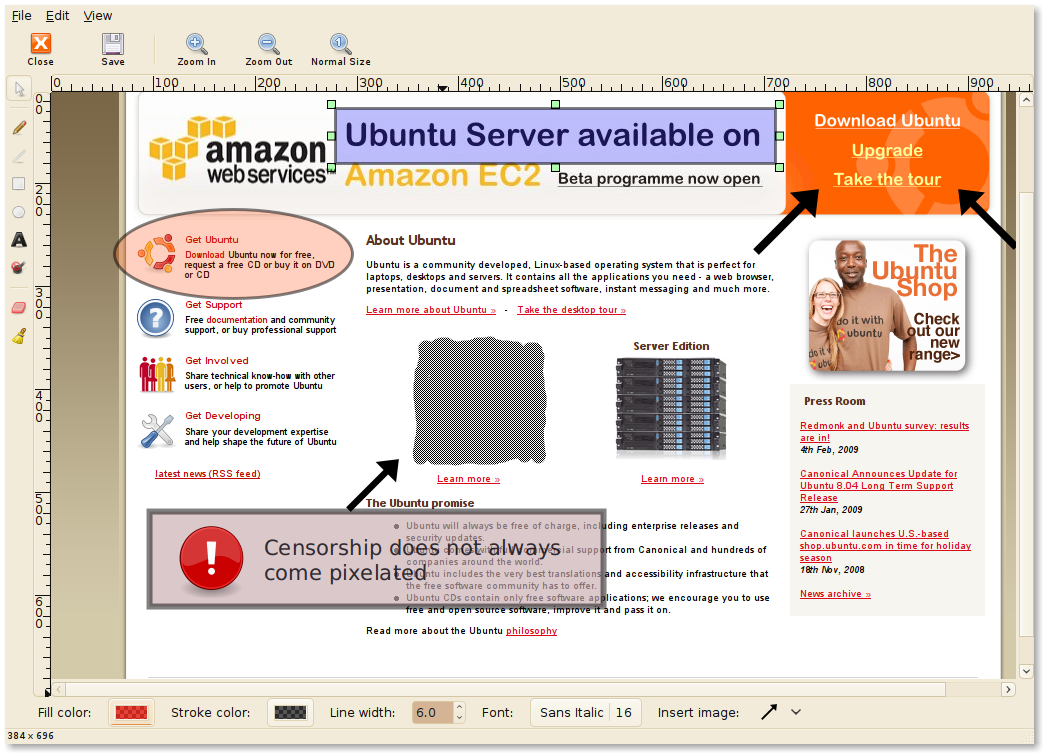 File Edit View
Close Save Zoom In Zoom Out Normal Size
0 100 200 300 400 500 600 700 800 900
0
0
200
300
400
500
600
amazon
webservices™
Ubuntu Server available on
Amazon EC2 Beta programme now open
Download Ubuntu
Upgrade
Take the tour
Get Ubuntu
Download Ubuntu now for free,
request a free CD or buy it on DVD
or CD
Get Support
Free documentation and community
support, or buy professional support
Get Involved
Share technical know-how with other
users, or help to promote Ubuntu
Get Developing
Share your development expertise
and help shape the future of Ubuntu
latest news (RSS feed)
About Ubuntu
Ubuntu is a community developed, Linux-based operating system that is perfect for
laptops, desktops and servers. It contains all the applications you need - a web browser,
presentation, document and spreadsheet software, instant messaging and much more.
Learn more about Ubuntu » - Take the desktop tour »
Server Edition
Learn more » Learn more »
The Ubuntu promise
Ubuntu will always be free of charge, including enterprise releases and
security updates.
Ubuntu comes with full commercial support from Canonical and hundreds of
companies around the world.
Ubuntu includes the very best translations and accessibility infrastructure that
the free software community has to offer.
Ubuntu CDs contain only free software applications; we encourage you to use
free and open source software, improve it and pass it on.
Read more about the Ubuntu philosophy
!
Censorship does not always
come pixelated
The
Ubuntu
Shop
Check
out our
new
range>
do it with
ubuntu
do it w
Press Room
Redmonk and Ubuntu survey: results
are in!
4th Feb, 2009
Canonical Announces Update for
Ubuntu 8.04 Long Term Support
Release
27th Jan, 2009
Canonical launches U.S.-based
shop.ubuntu.com in time for holiday
season
18th Nov, 2008
News archive »
Fill color: Stroke color: Line width: 6.0 Font: Sans Italic 16 Insert image:
384 x 696